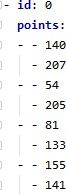 - id: 0
points:
- - 140
- 207
- - 54
- 205
- - 81
- 133
- - 155
- 141